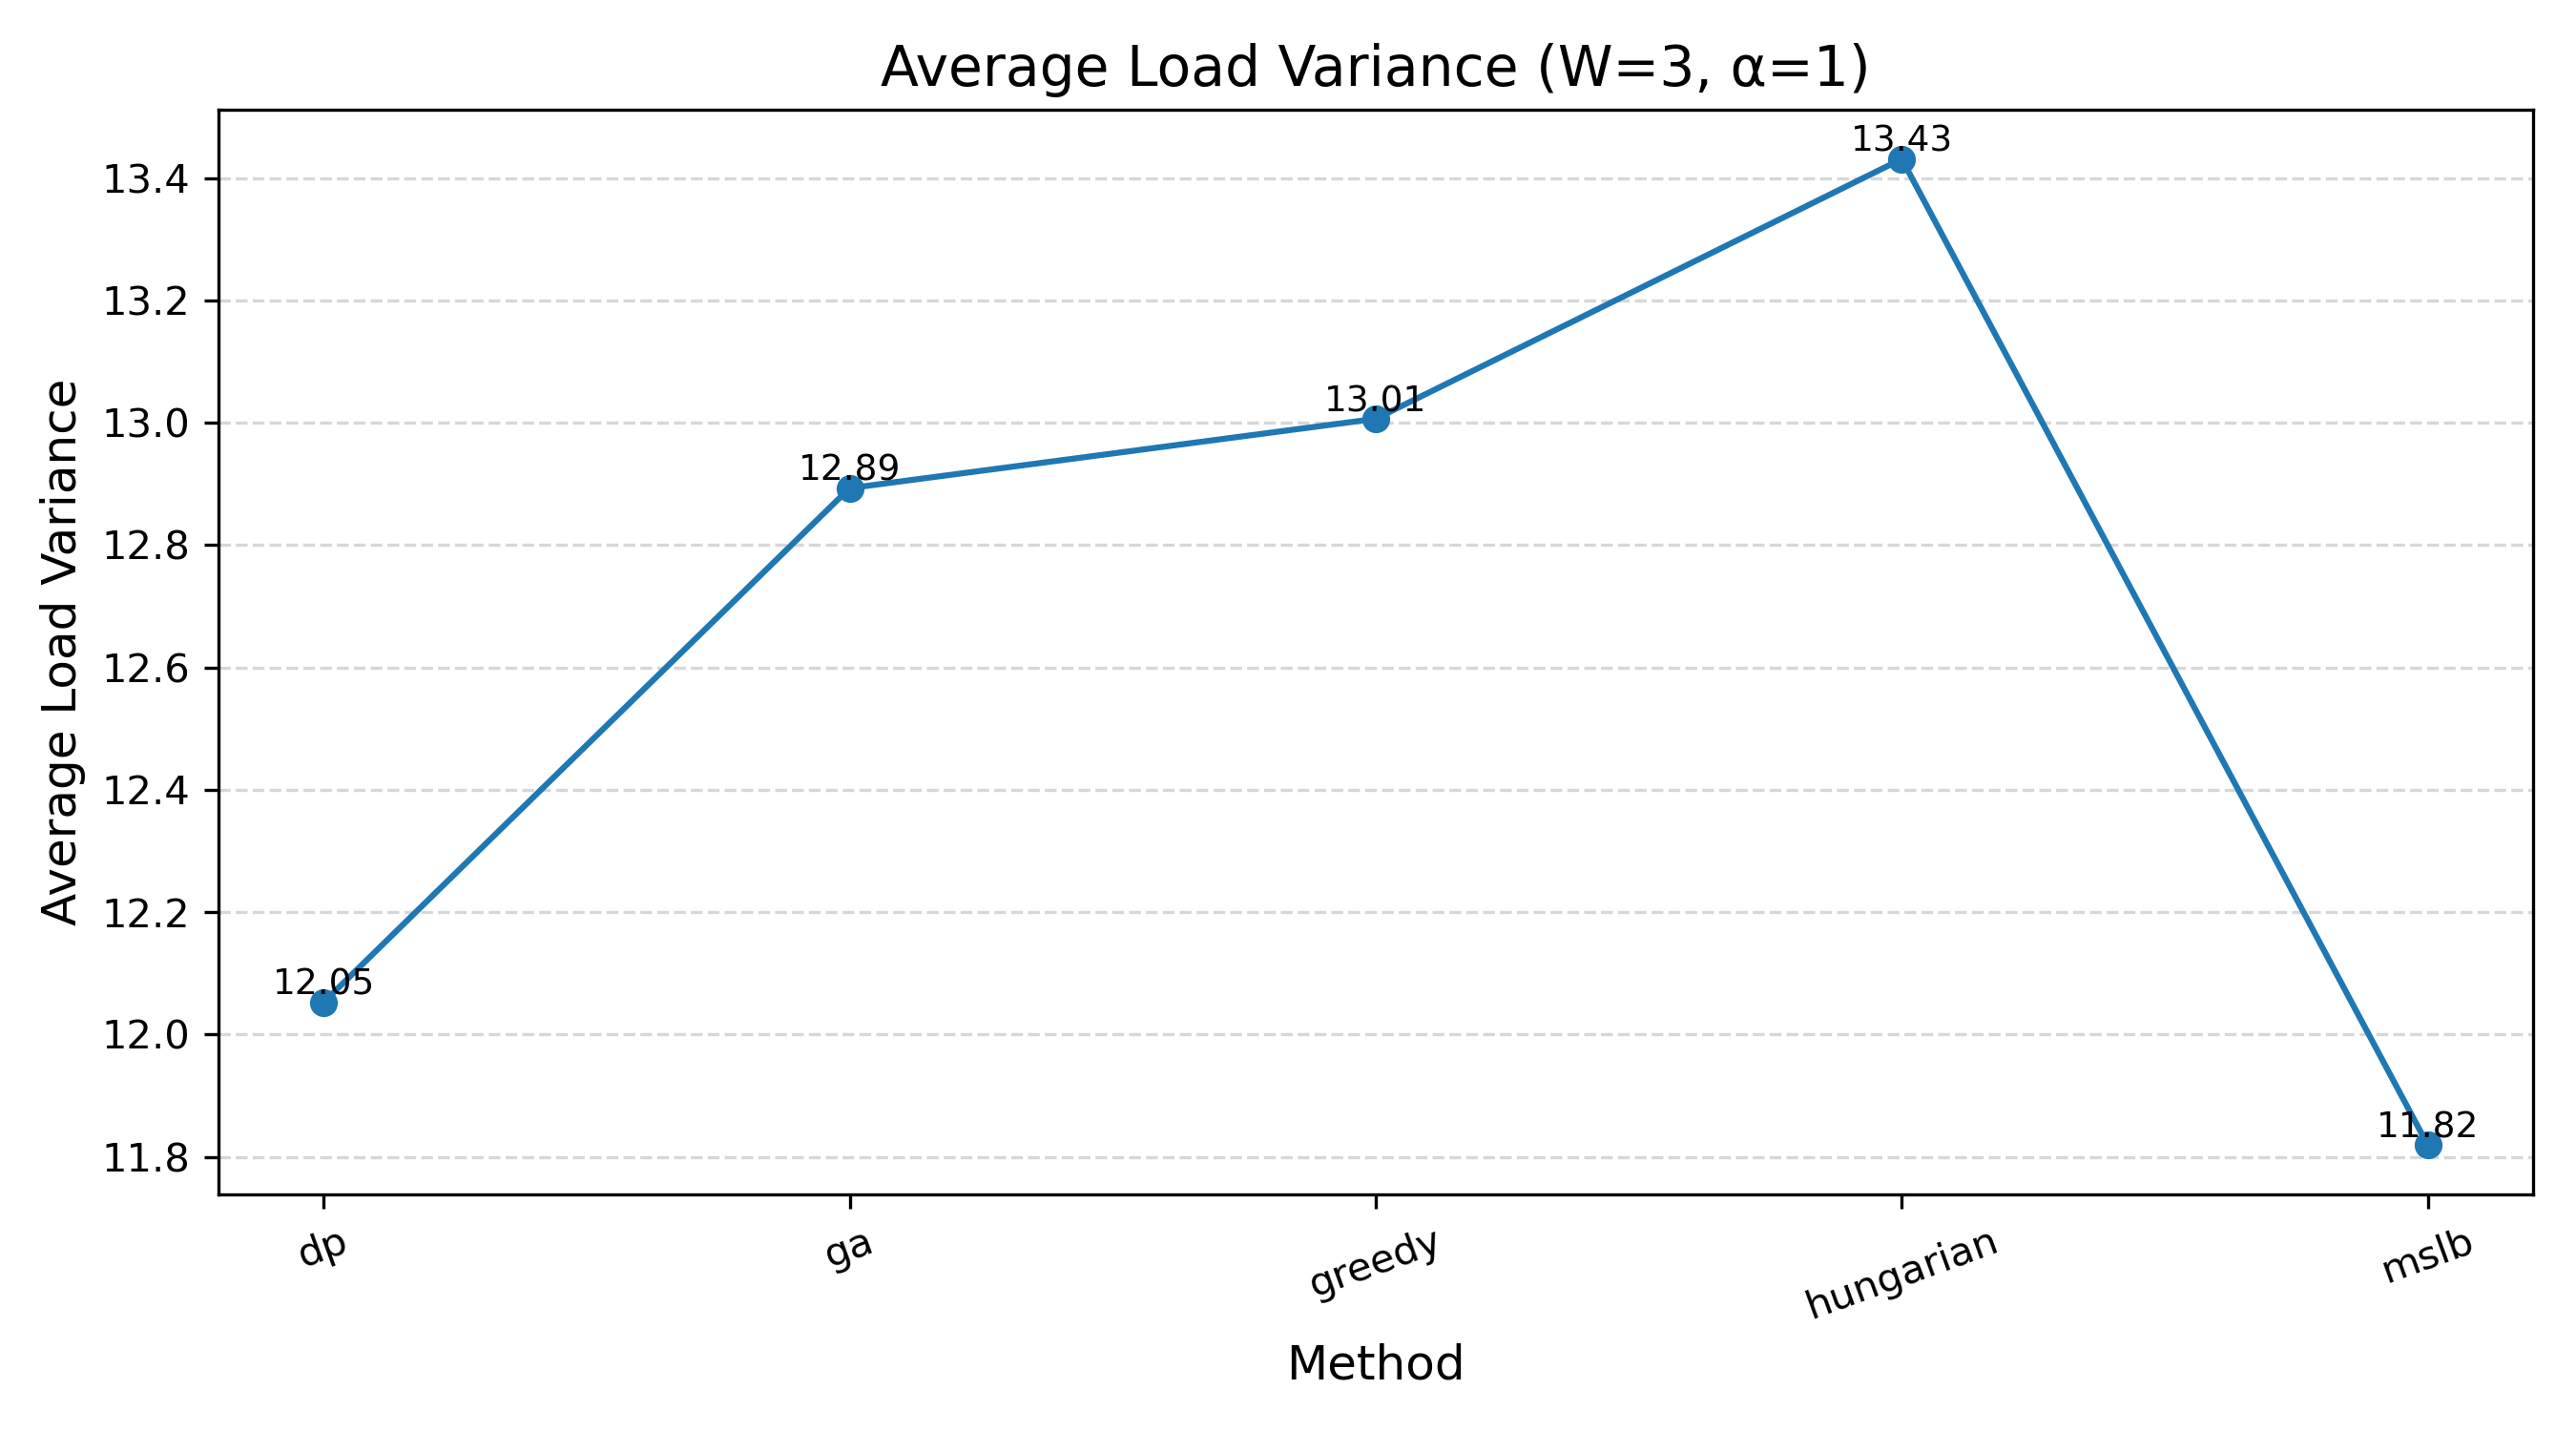 Average Load Variance (W=3, α=1)
Average Load Variance
13.4
13.2
13.0
12.8
12.6
12.4
12.2
12.0
11.8
12.05
12.89
13.01
13.43
11.82
dp
ga
greedy
hungarian
mslb
Method